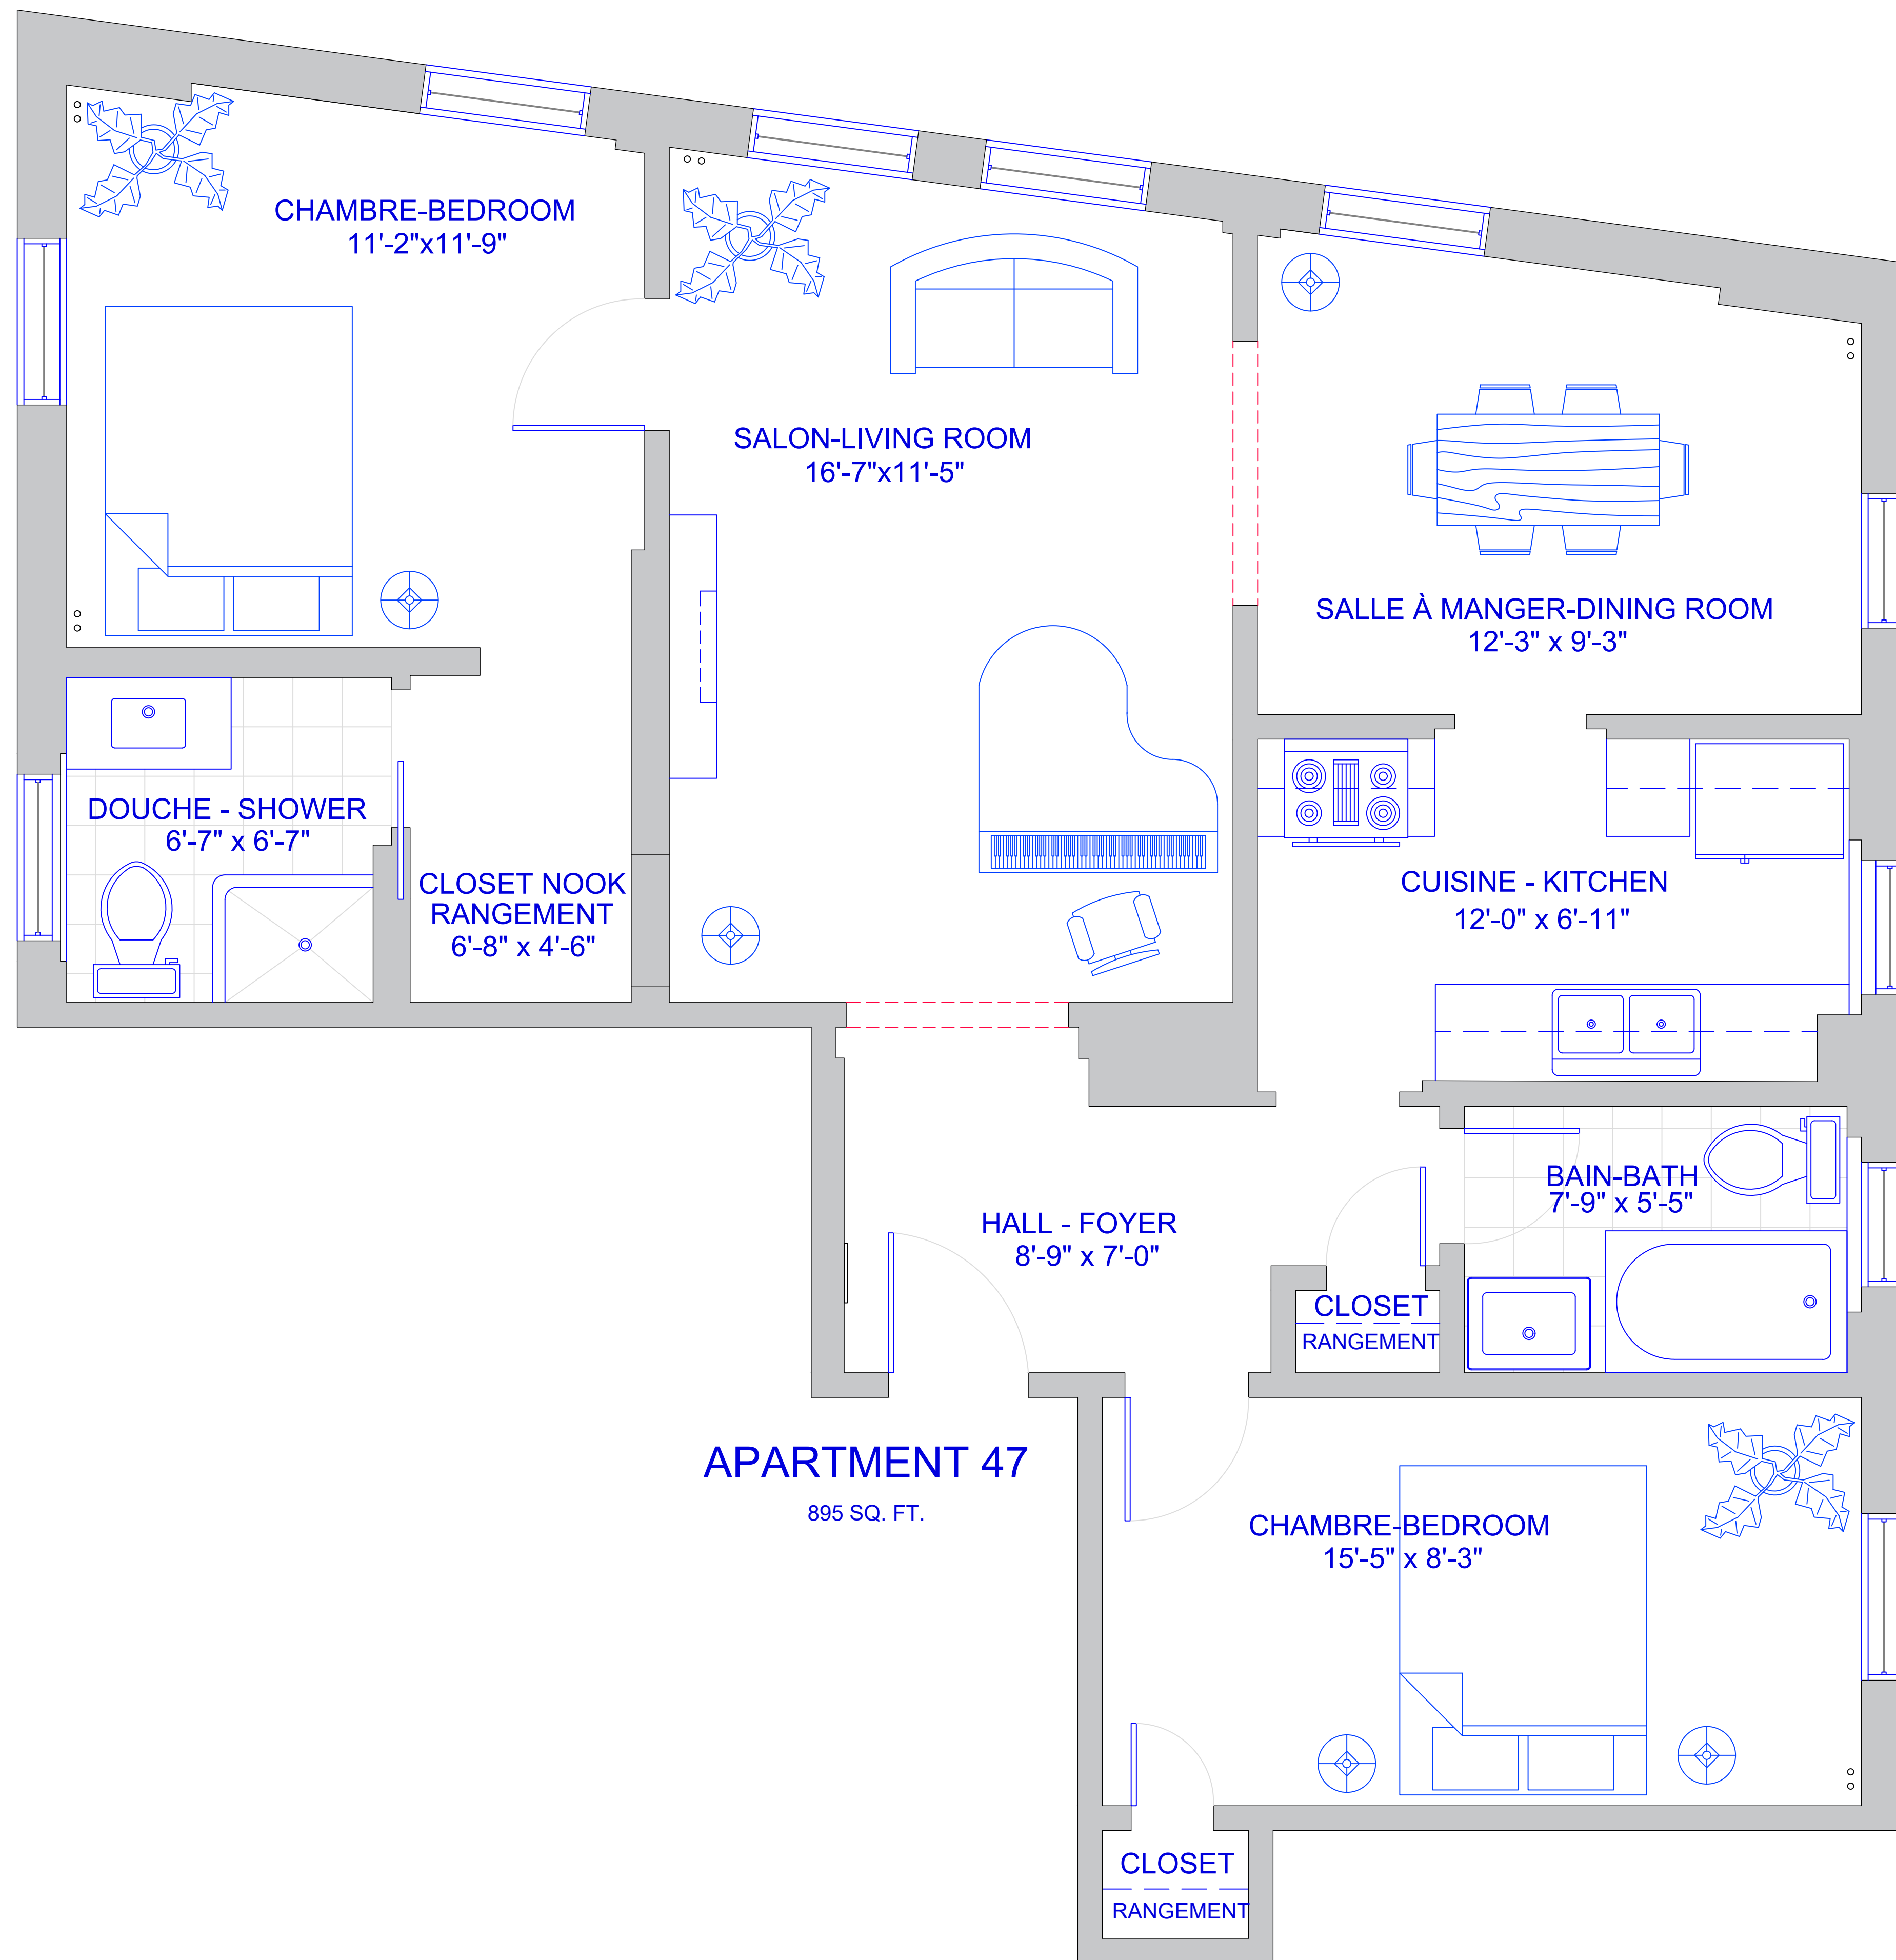 CHAMBRE-BEDROOM
11'-2"x11'-9"
SALON-LIVING ROOM
16'-7"x11'-5"
SALLE À MANGER-DINING ROOM
12'-3" x 9'-3"
DOUCHE - SHOWER
6'-7" x 6'-7"
CLOSET NOOK
RANGEMENT
6'-8" x 4'-6"
CUISINE - KITCHEN
12'-0" x 6'-11"
BAIN-BATH
7'-9" x 5'-5"
HALL - FOYER
8'-9" x 7'-0"
CLOSET
RANGEMENT
APARTMENT 47
895 SQ. FT.
CHAMBRE-BEDROOM
15'-5" x 8'-3"
CLOSET
RANGEMENT